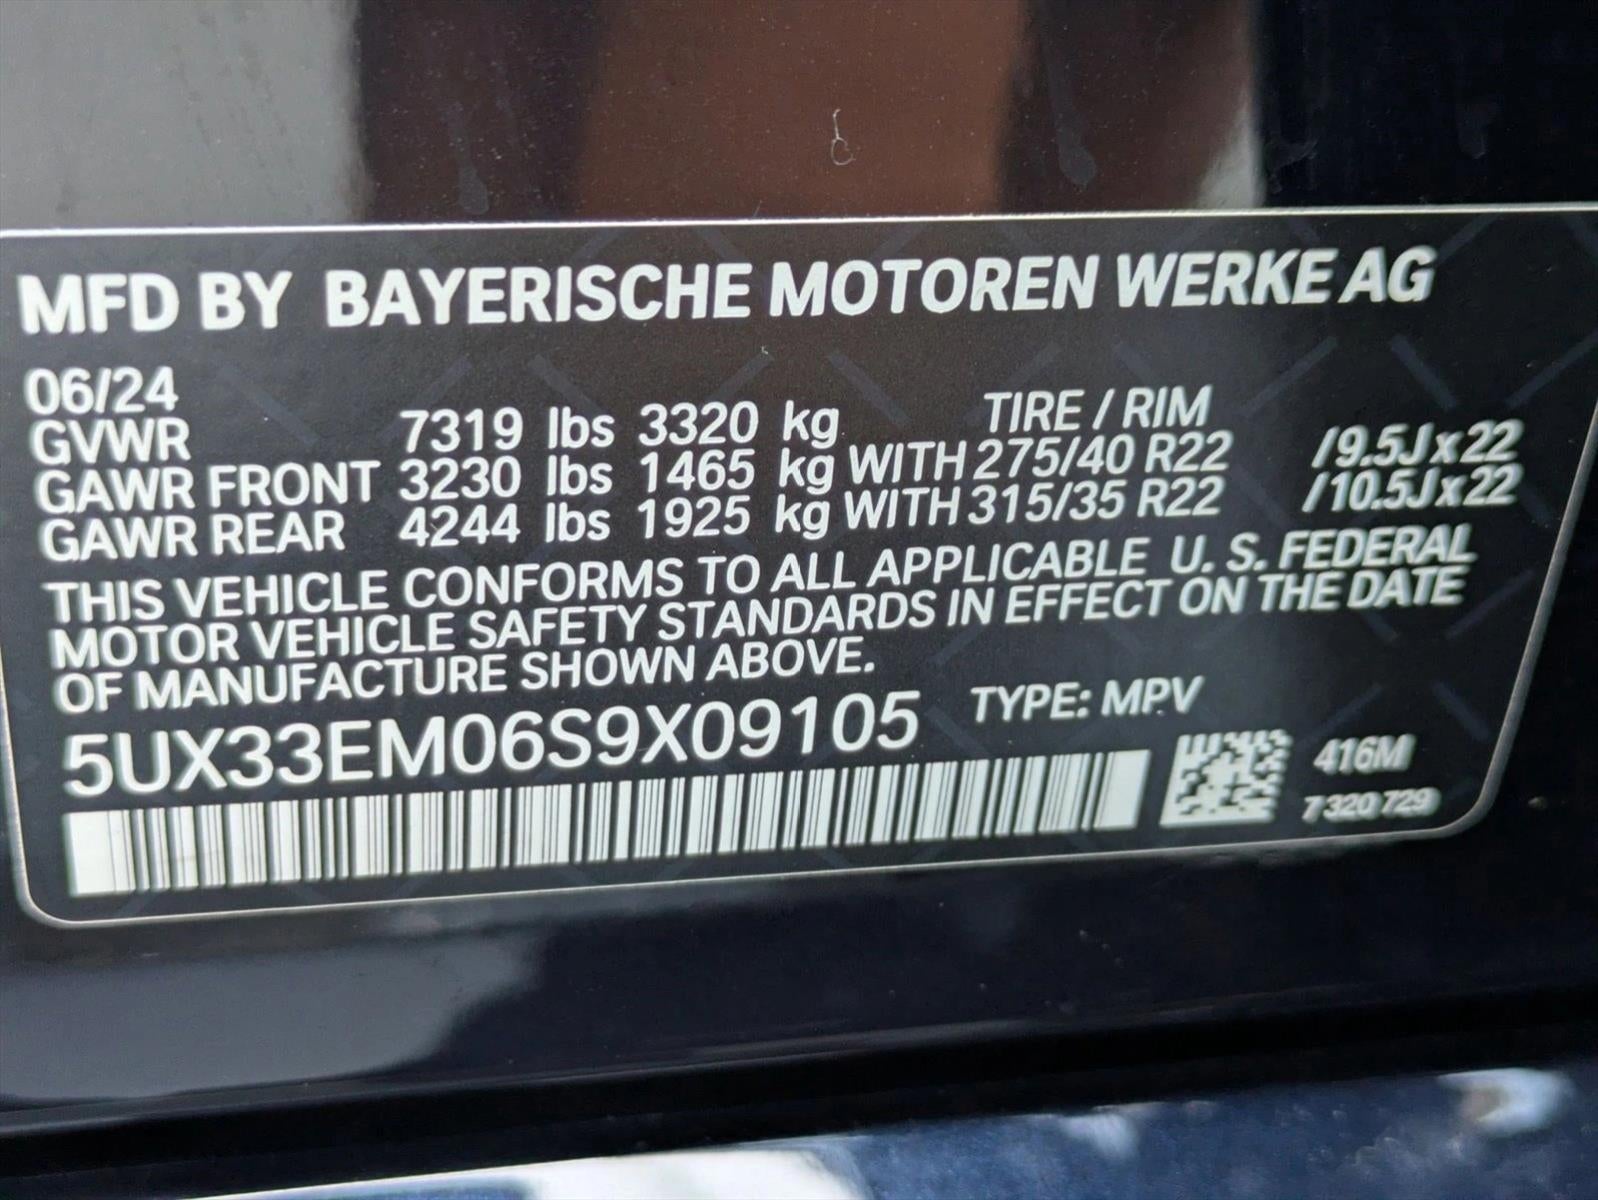 MFD BY BAYERISCHE MOTOREN WERKE AG
06/24
TIRE / RIM
GVWR 7319 lbs 3320 kg
GAWR FRONT 3230 lbs 1465 kg WITH 275/40 R22 /9.5Jx22
GAWR REAR 4244 lbs 1925 kg WITH 315/35 R22 /10.5Jx22
THIS VEHICLE CONFORMS TO ALL APPLICABLE U. S. FEDERAL
MOTOR VEHICLE SAFETY STANDARDS IN EFFECT ON THE DATE
OF MANUFACTURE SHOWN ABOVE.
5UX33EM06S9X09105 TYPE: MPV
416M
7 320 729